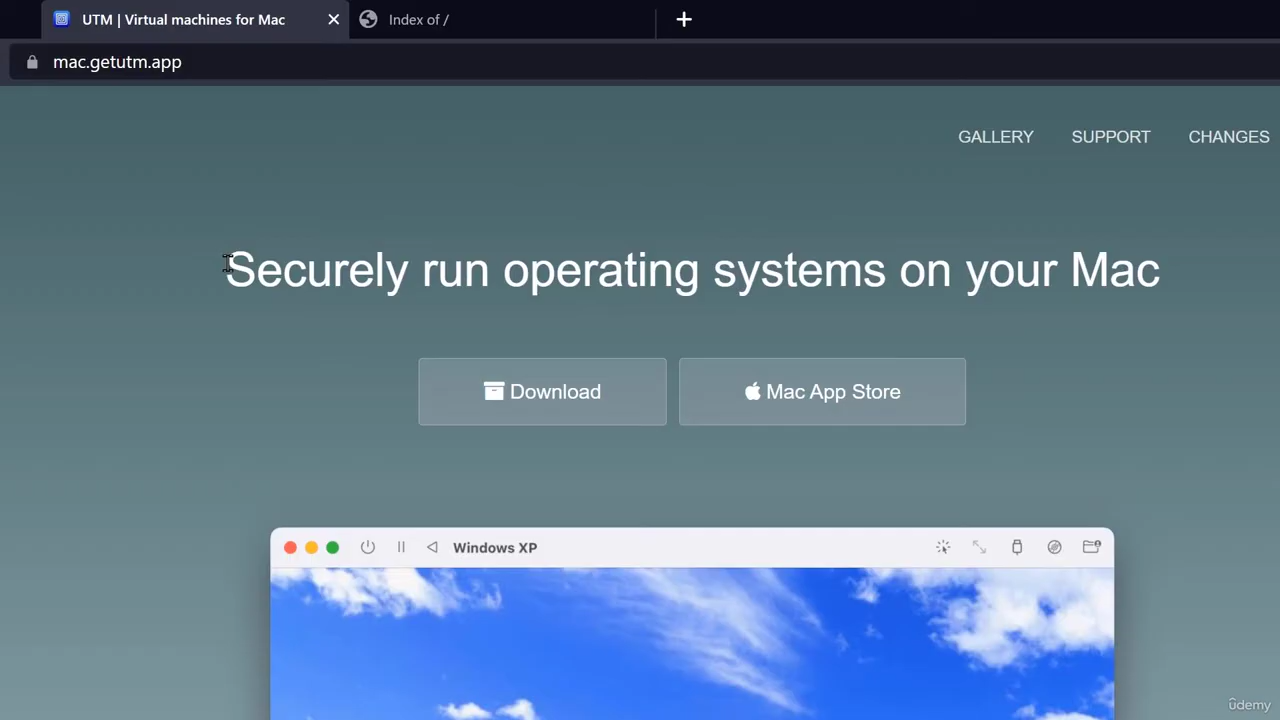 UTM | Virtual machines for Mac
Index of /
mac.getutm.app
GALLERY SUPPORT CHANGES
Securely run operating systems on your Mac
Download
Mac App Store
Windows XP
ûdemy